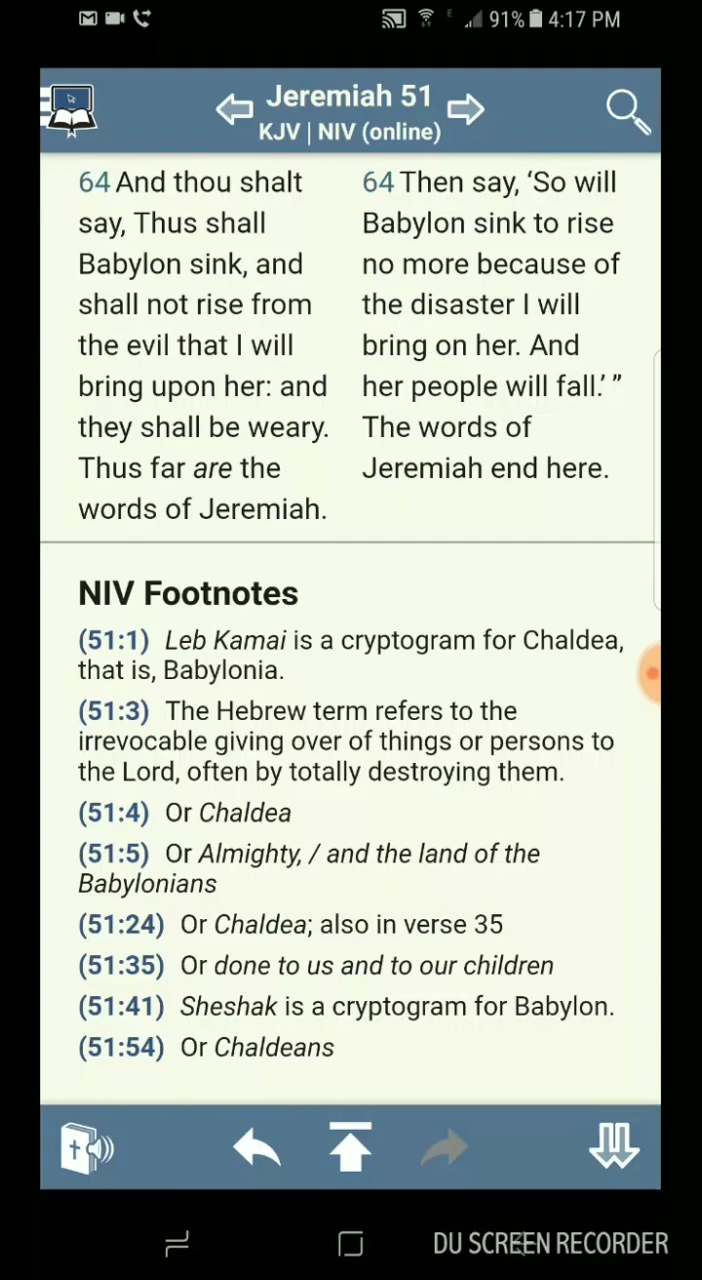 E 91% 4:17 PM
Jeremiah 51
KJV | NIV (online)
64 And thou shalt
say, Thus shall
Babylon sink, and
shall not rise from
the evil that I will
bring upon her: and
they shall be weary.
Thus far are the
words of Jeremiah.
64 Then say, ‘So will
Babylon sink to rise
no more because of
the disaster I will
bring on her. And
her people will fall.’ ”
The words of
Jeremiah end here.
NIV Footnotes
(51:1) Leb Kamai is a cryptogram for Chaldea,
that is, Babylonia.
(51:3) The Hebrew term refers to the
irrevocable giving over of things or persons to
the Lord, often by totally destroying them.
(51:4) Or Chaldea
(51:5) Or Almighty, / and the land of the
Babylonians
(51:24) Or Chaldea; also in verse 35
(51:35) Or done to us and to our children
(51:41) Sheshak is a cryptogram for Babylon.
(51:54) Or Chaldeans
DU SCREEN RECORDER